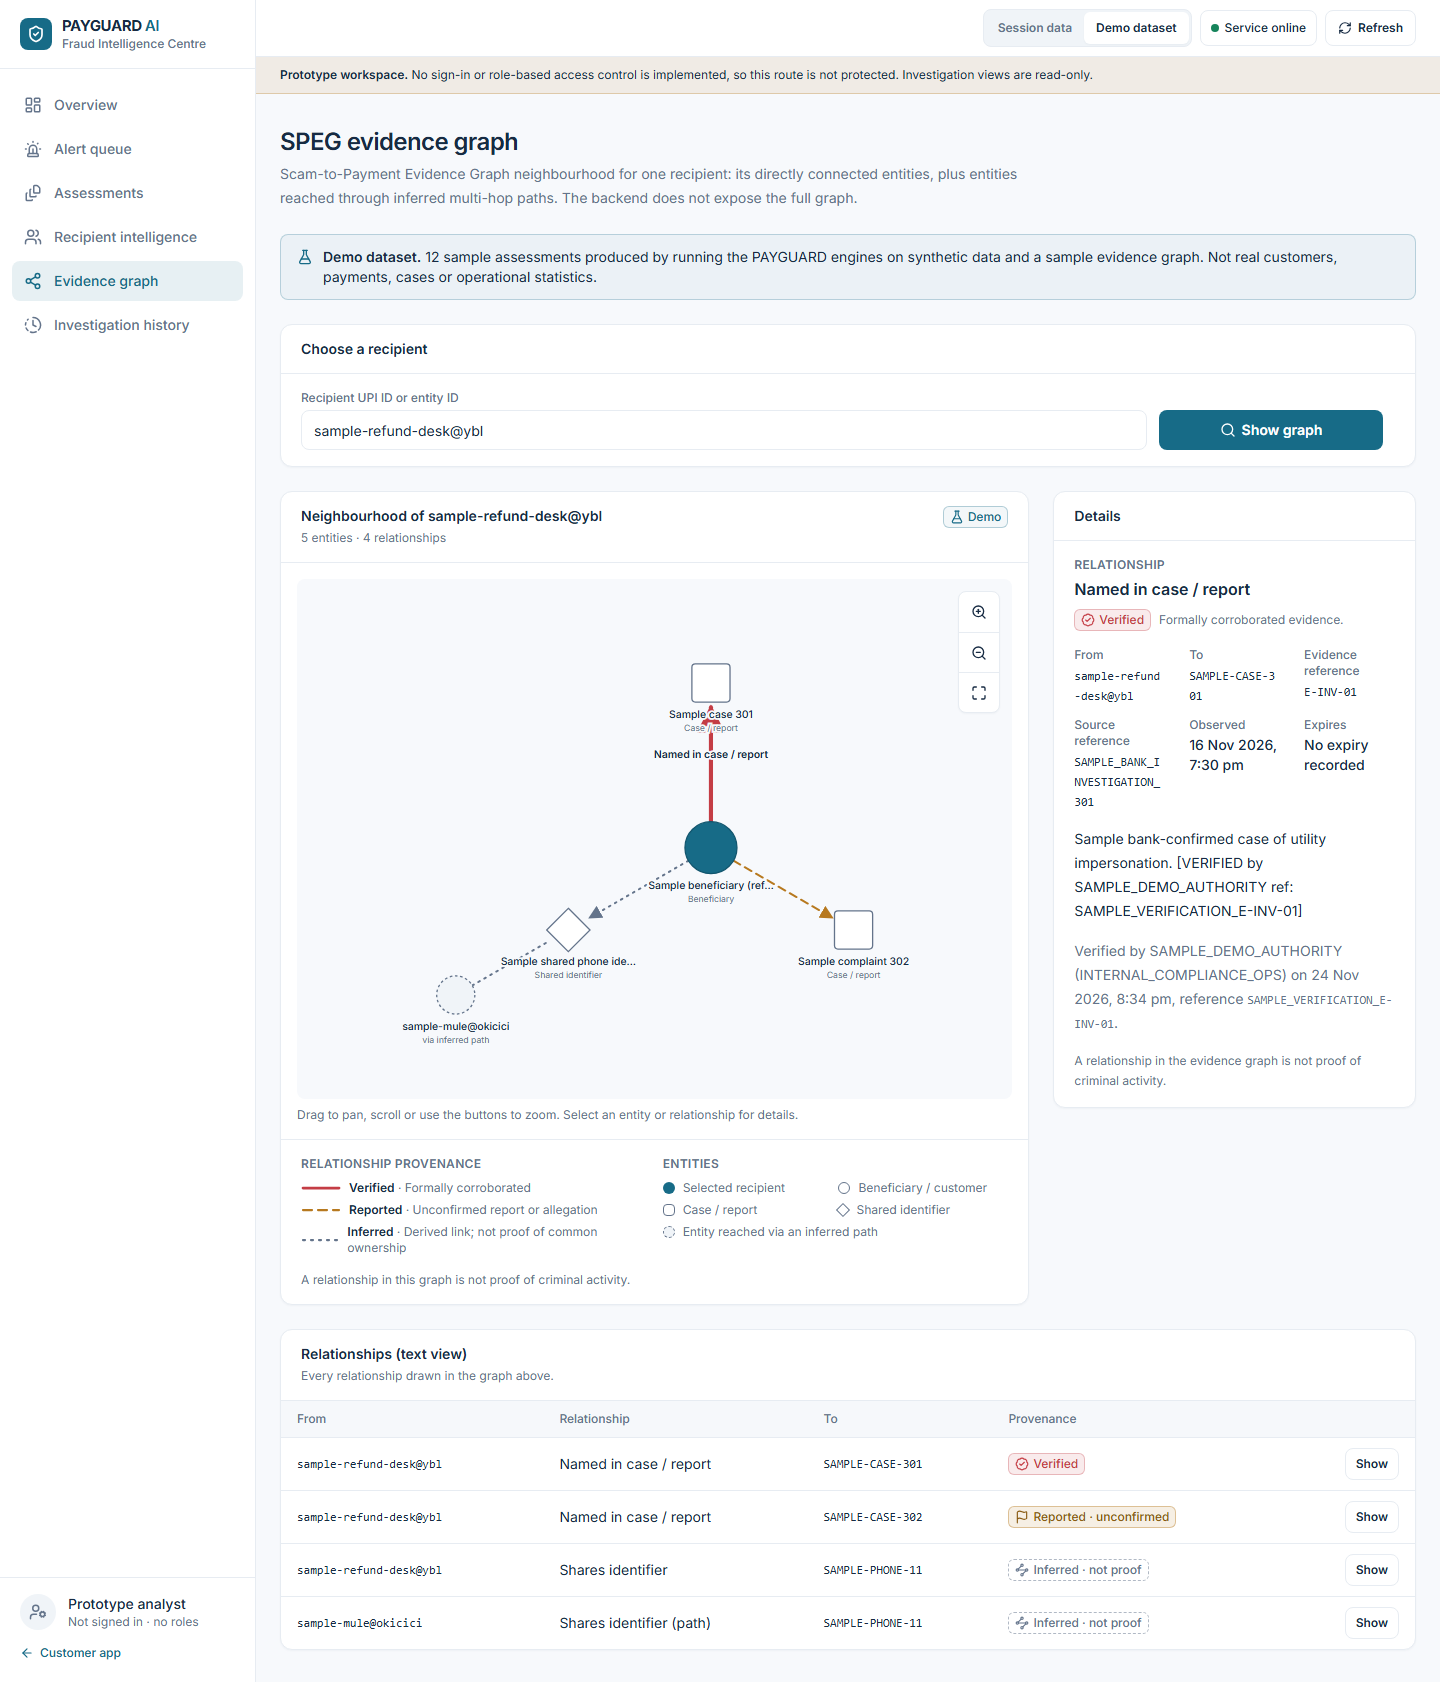 PAYGUARD AI
Fraud Intelligence Centre
Overview
Alert queue
Assessments
Recipient intelligence
Evidence graph
Investigation history
Prototype analyst
Not signed in · no roles
Customer app
Session data
Demo dataset
Service online
Refresh
Prototype workspace. No sign-in or role-based access control is implemented, so this route is not protected. Investigation views are read-only.
SPEG evidence graph
Scam-to-Payment Evidence Graph neighbourhood for one recipient: its directly connected entities, plus entities
reached through inferred multi-hop paths. The backend does not expose the full graph.
Demo dataset. 12 sample assessments produced by running the PAYGUARD engines on synthetic data and a sample evidence graph. Not real customers,
payments, cases or operational statistics.
Choose a recipient
Recipient UPI ID or entity ID
sample-refund-desk@ybl
Show graph
Neighbourhood of sample-refund-desk@ybl
5 entities · 4 relationships
Demo
Sample case 301
Case / report
Named in case / report
Sample beneficiary (ref...
Beneficiary
Sample shared phone ide...
Shared identifier
Sample complaint 302
Case / report
sample-mule@okicici
via inferred path
Drag to pan, scroll or use the buttons to zoom. Select an entity or relationship for details.
RELATIONSHIP PROVENANCE
Verified · Formally corroborated
Reported · Unconfirmed report or allegation
Inferred · Derived link; not proof of common
ownership
ENTITIES
Selected recipient
Beneficiary / customer
Case / report
Shared identifier
Entity reached via an inferred path
A relationship in this graph is not proof of criminal activity.
Details
RELATIONSHIP
Named in case / report
Verified
Formally corroborated evidence.
From
sample-refund
-desk@ybl
To
SAMPLE-CASE-3
01
Evidence
reference
E-INV-01
Source
reference
SAMPLE_BANK_I
NVESTIGATION_
301
Observed
16 Nov 2026,
7:30 pm
Expires
No expiry
recorded
Sample bank-confirmed case of utility
impersonation. [VERIFIED by
SAMPLE_DEMO_AUTHORITY ref:
SAMPLE_VERIFICATION_E-INV-01]
Verified by SAMPLE_DEMO_AUTHORITY
(INTERNAL_COMPLIANCE_OPS) on 24 Nov
2026, 8:34 pm, reference SAMPLE_VERIFICATION_E-
INV-01.
A relationship in the evidence graph is not proof of
criminal activity.
Relationships (text view)
Every relationship drawn in the graph above.
From Relationship To Provenance
sample-refund-desk@ybl Named in case / report SAMPLE-CASE-301 Verified Show
sample-refund-desk@ybl Named in case / report SAMPLE-CASE-302 Reported · unconfirmed Show
sample-refund-desk@ybl Shares identifier SAMPLE-PHONE-11 Inferred · not proof Show
sample-mule@okicici Shares identifier (path) SAMPLE-PHONE-11 Inferred · not proof Show